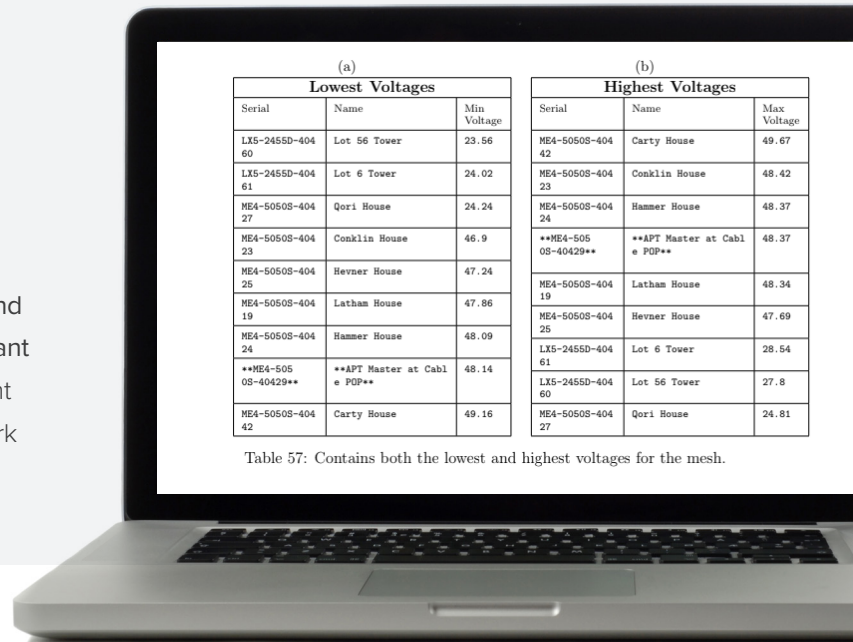 nd
ant
nt
rk
(a)
Lowest Voltages
Serial Name Min
Voltage
LX5-2455D-404 Lot 56 Tower 23.56
60
LX5-2455D-404 Lot 6 Tower 24.02
61
ME4-5050S-404 Qori House 24.24
27
ME4-5050S-404 Conklin House 46.9
23
ME4-5050S-404 Hevner House 47.24
25
ME4-5050S-404 Latham House 47.86
19
ME4-5050S-404 Hammer House 48.09
24
**ME4-505 **APT Master at Cabl 48.14
0S-40429** e POP**
ME4-5050S-404 Carty House 49.16
42
(b)
Highest Voltages
Serial Name Max
Voltage
ME4-5050S-404 Carty House 49.67
42
ME4-5050S-404 Conklin House 48.42
23
ME4-5050S-404 Hammer House 48.37
24
**ME4-505 **APT Master at Cabl 48.37
0S-40429** e POP**
ME4-5050S-404 Latham House 48.34
19
ME4-5050S-404 Hevner House 47.69
25
LX5-2455D-404 Lot 6 Tower 28.54
61
LX5-2455D-404 Lot 56 Tower 27.8
60
ME4-5050S-404 Qori House 24.81
27
Table 57: Contains both the lowest and highest voltages for the mesh.